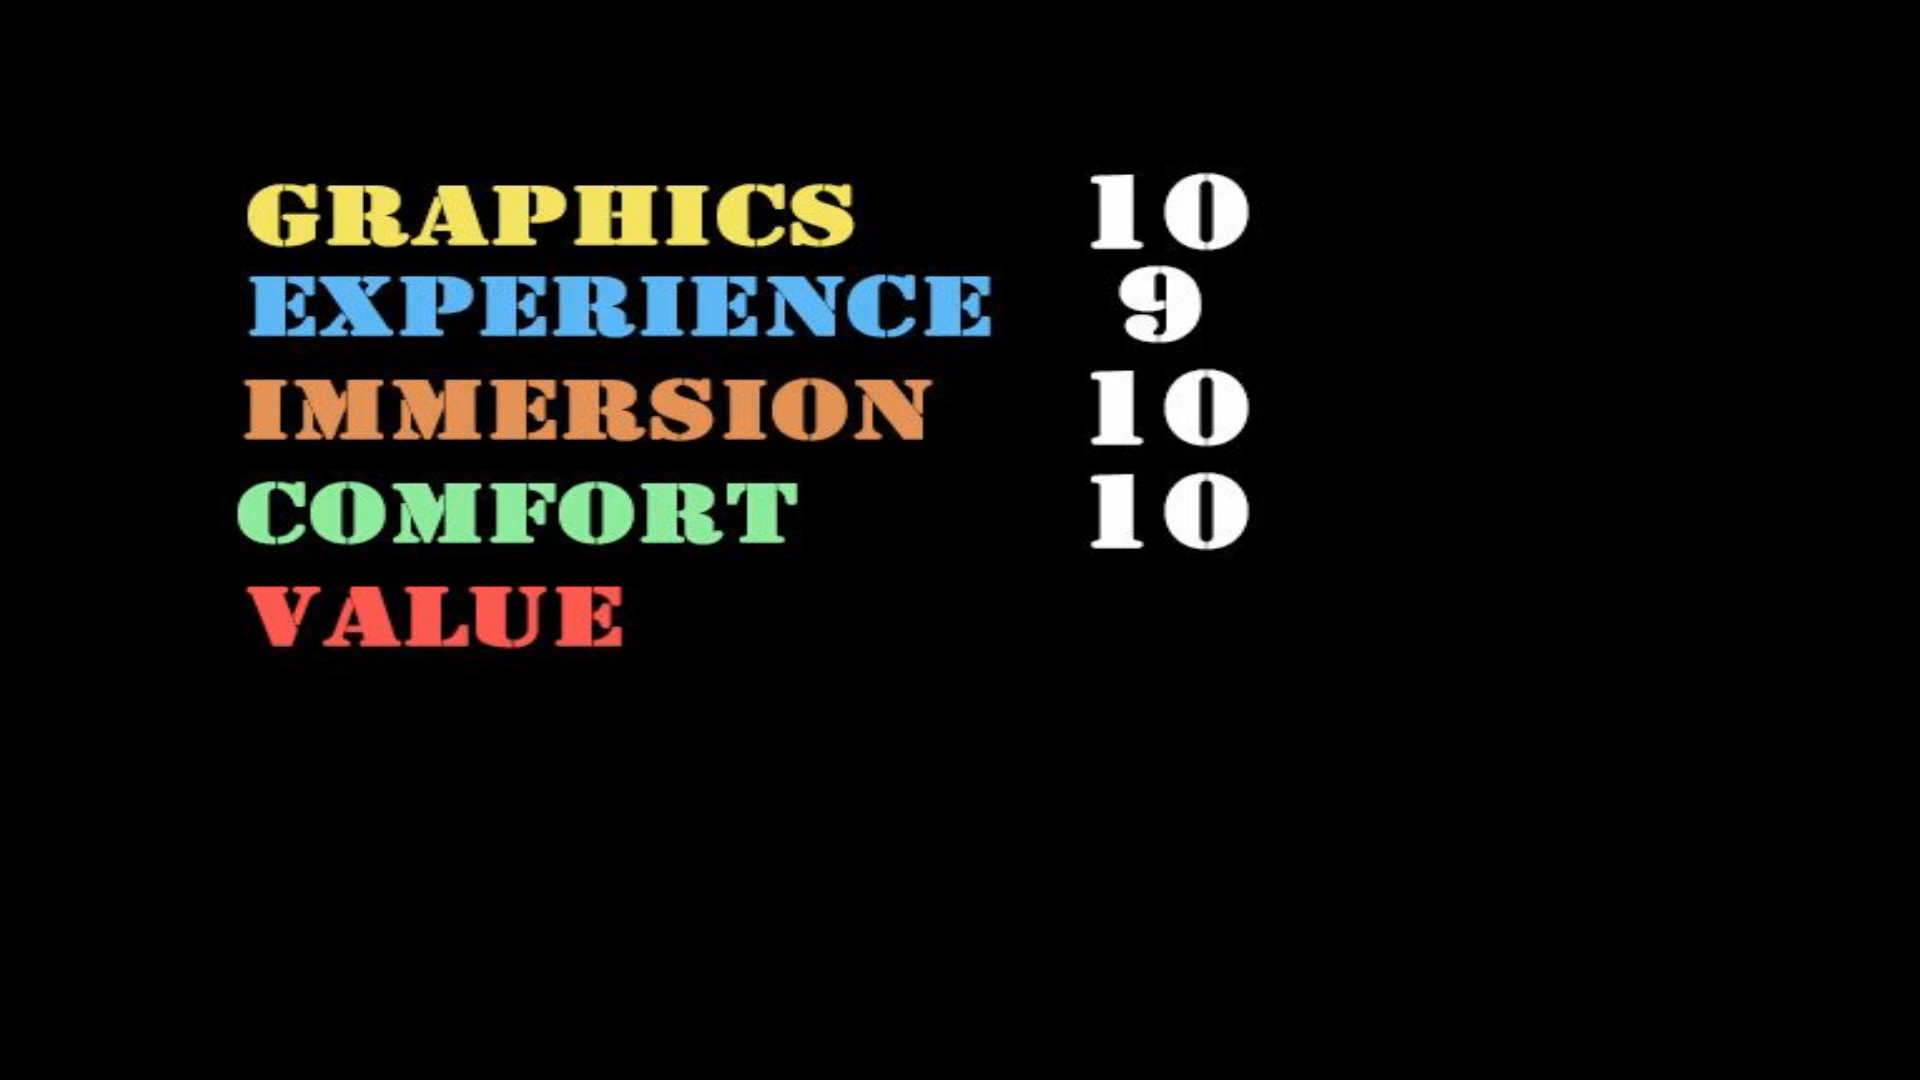 GRAPHICS 10
EXPERIENCE 9
IMMERSION 10
COMFORT 10
VALUE